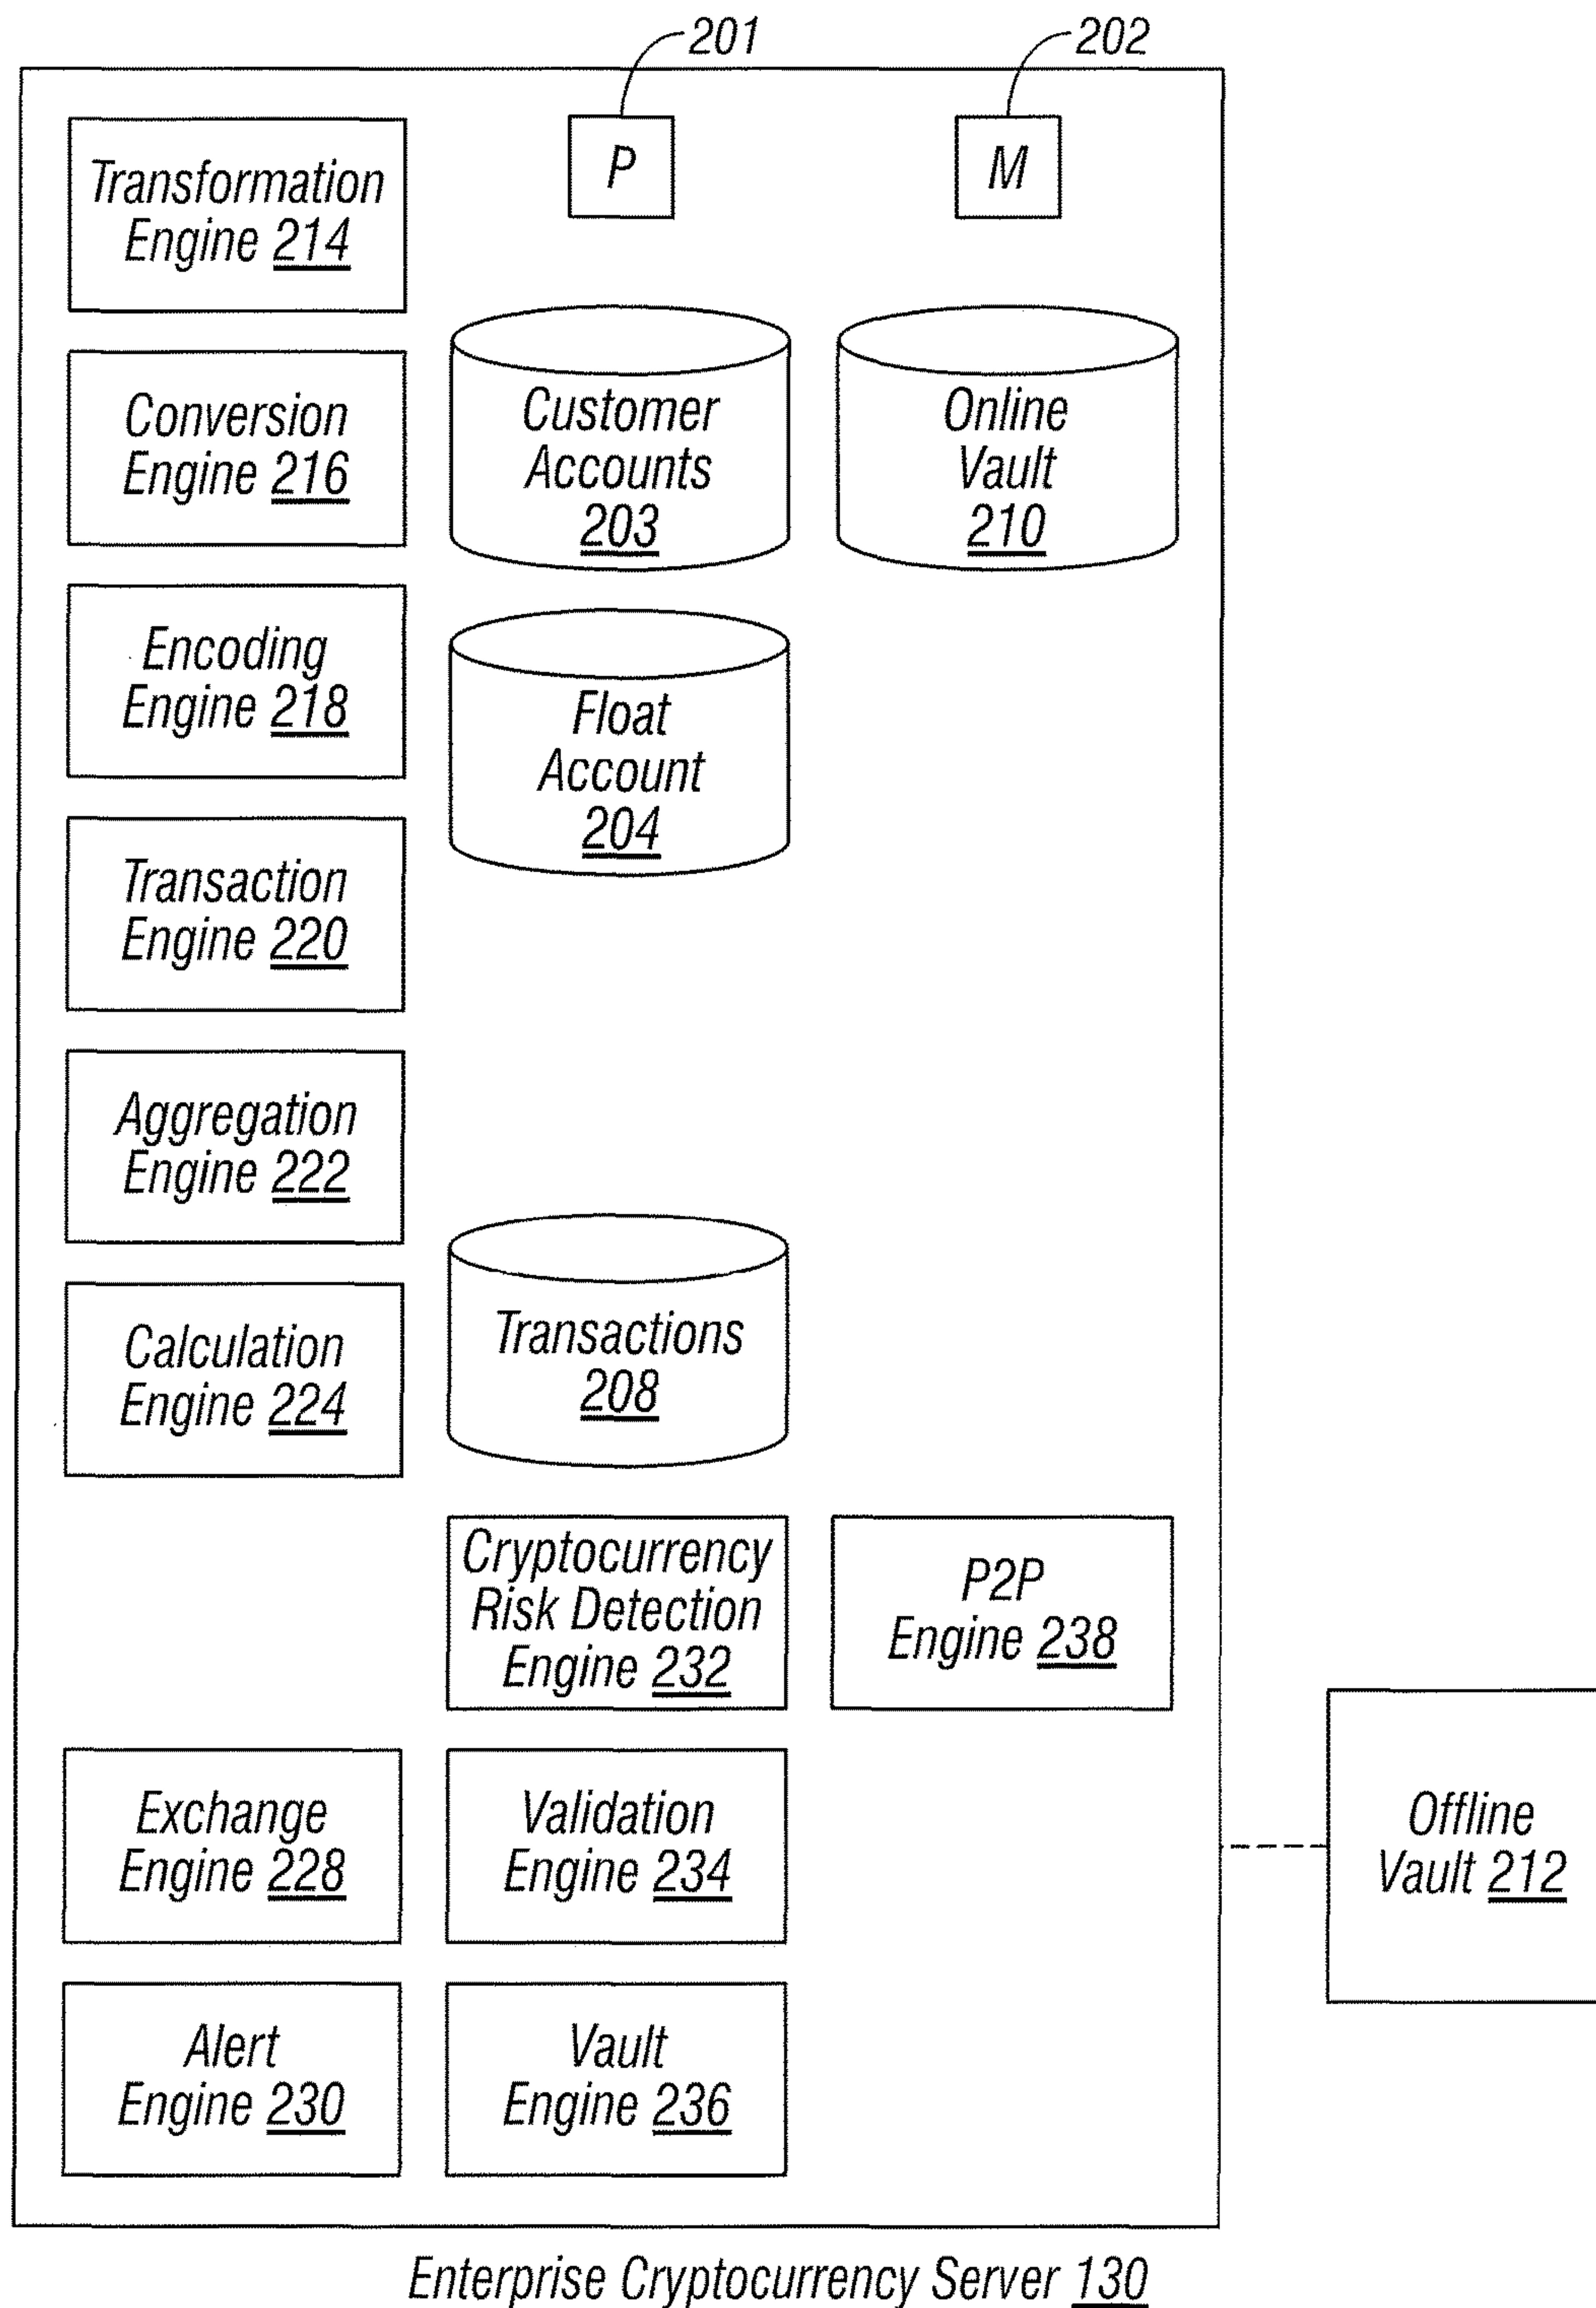 201
202
P
M
Transformation
Engine 214
Conversion
Engine 216
Customer
Accounts
203
Online
Vault
210
Encoding
Engine 218
Float
Account
204
Transaction
Engine 220
Aggregation
Engine 222
Calculation
Engine 224
Transactions
208
Cryptocurrency
Risk Detection
Engine 232
P2P
Engine 238
Exchange
Engine 228
Validation
Engine 234
Offline
Vault 212
Alert
Engine 230
Vault
Engine 236
Enterprise Cryptocurrency Server 130